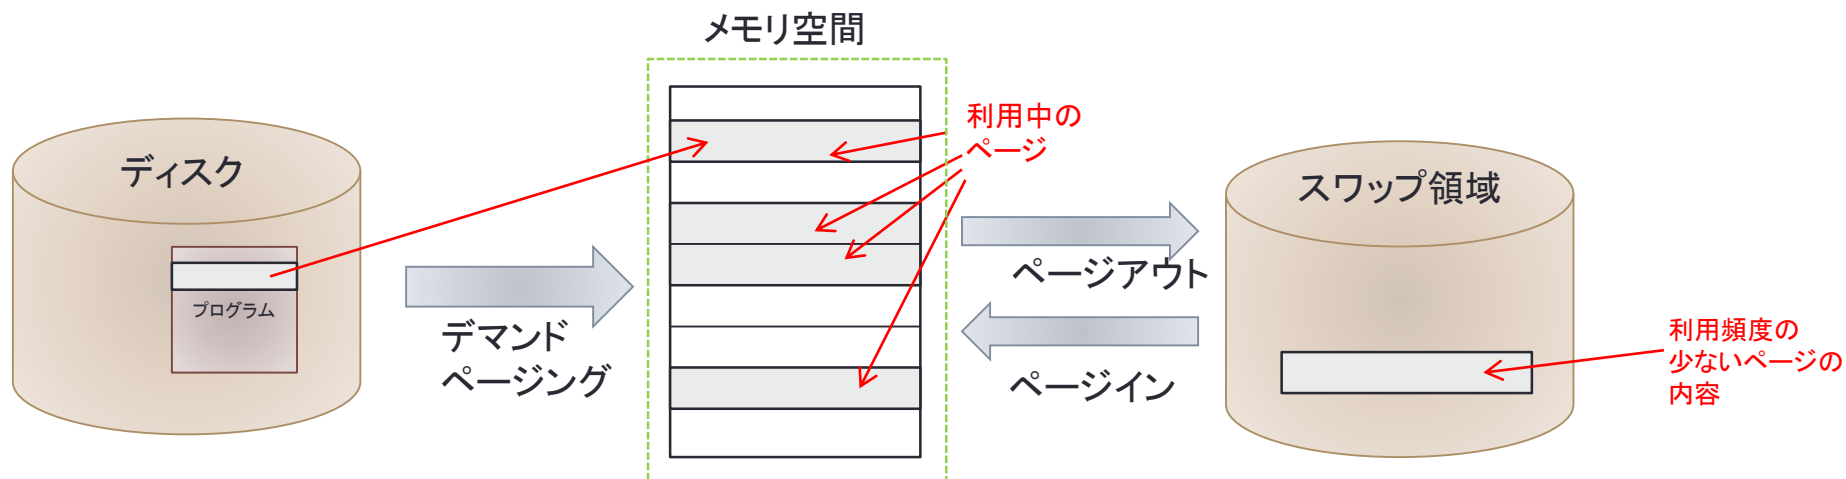 メモリ空間
ディスク
プログラム
デマンド
ページング
利用中の
ページ
ページアウト
ページイン
スワップ領域
利用頻度の
少ないページの
内容